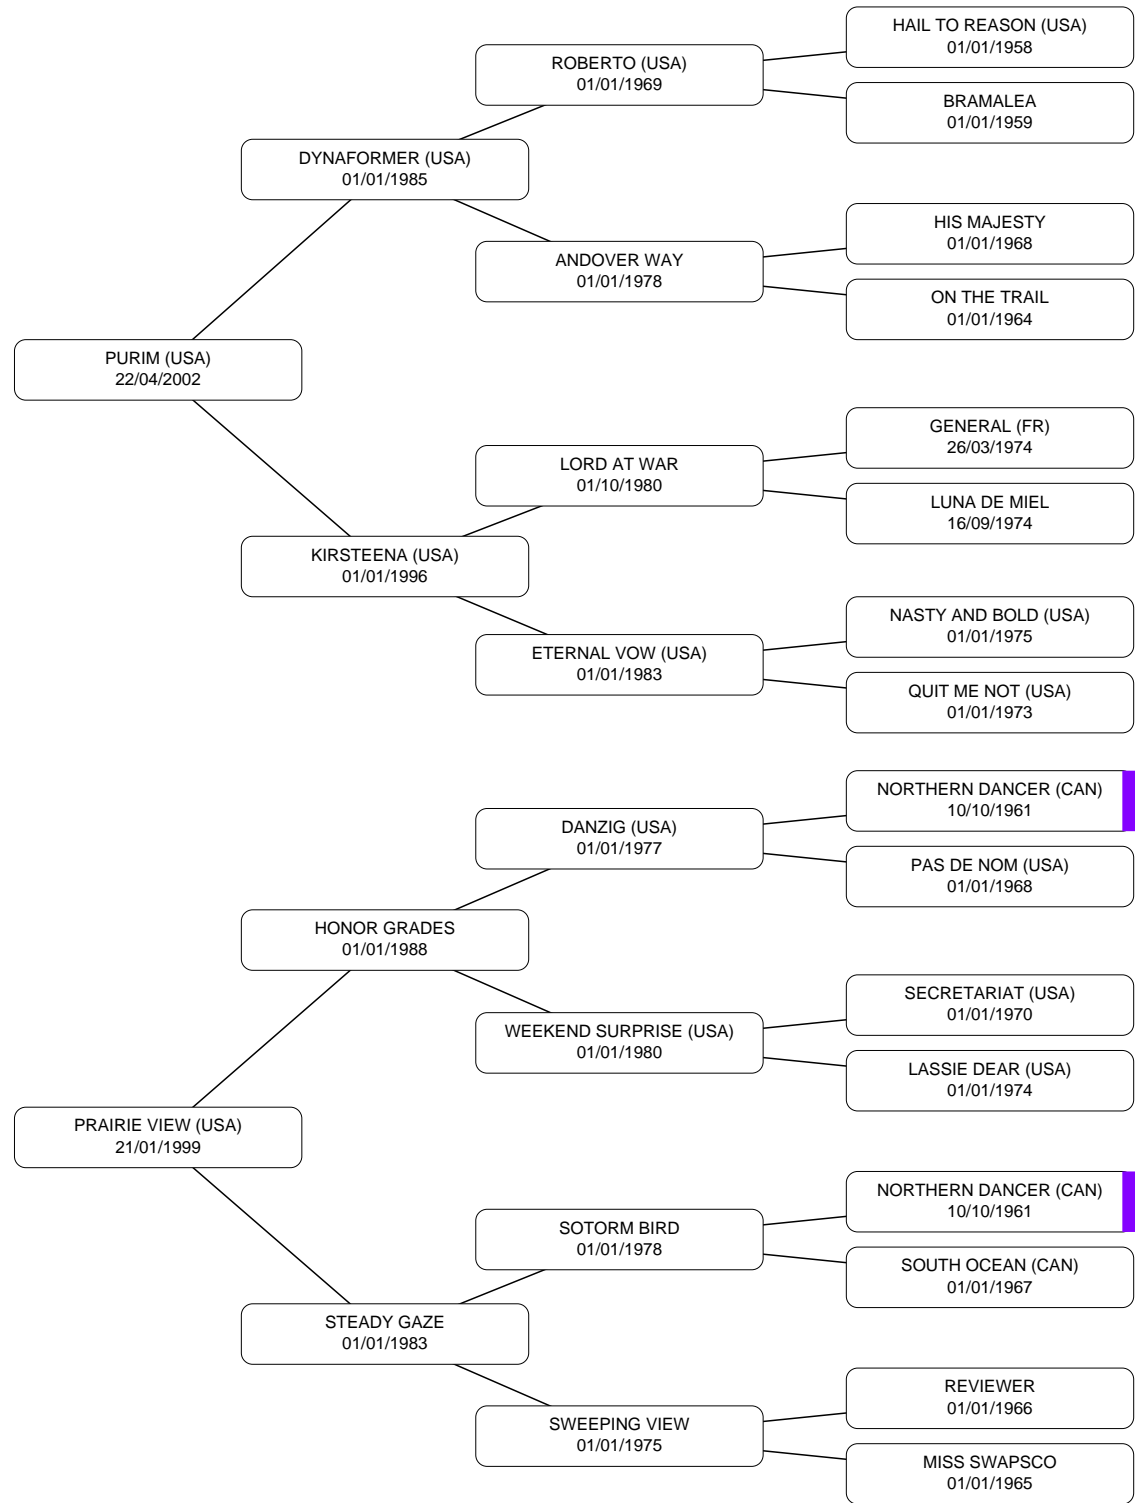 HAIL TO REASON (USA)
01/01/1958
ROBERTO (USA)
01/01/1969
BRAMALEA
01/01/1959
DYNAFORMER (USA)
01/01/1985
HIS MAJESTY
01/01/1968
ANDOVER WAY
01/01/1978
ON THE TRAIL
01/01/1964
PURIM (USA)
22/04/2002
GENERAL (FR)
26/03/1974
LORD AT WAR
01/10/1980
LUNA DE MIEL
16/09/1974
KIRSTEENA (USA)
01/01/1996
NASTY AND BOLD (USA)
01/01/1975
ETERNAL VOW (USA)
01/01/1983
QUIT ME NOT (USA)
01/01/1973
NORTHERN DANCER (CAN)
10/10/1961
DANZIG (USA)
01/01/1977
PAS DE NOM (USA)
01/01/1968
HONOR GRADES
01/01/1988
SECRETARIAT (USA)
01/01/1970
WEEKEND SURPRISE (USA)
01/01/1980
LASSIE DEAR (USA)
01/01/1974
PRAIRIE VIEW (USA)
21/01/1999
NORTHERN DANCER (CAN)
10/10/1961
SOTORM BIRD
01/01/1978
SOUTH OCEAN (CAN)
01/01/1967
STEADY GAZE
01/01/1983
REVIEWER
01/01/1966
SWEEPING VIEW
01/01/1975
MISS SWAPSCO
01/01/1965